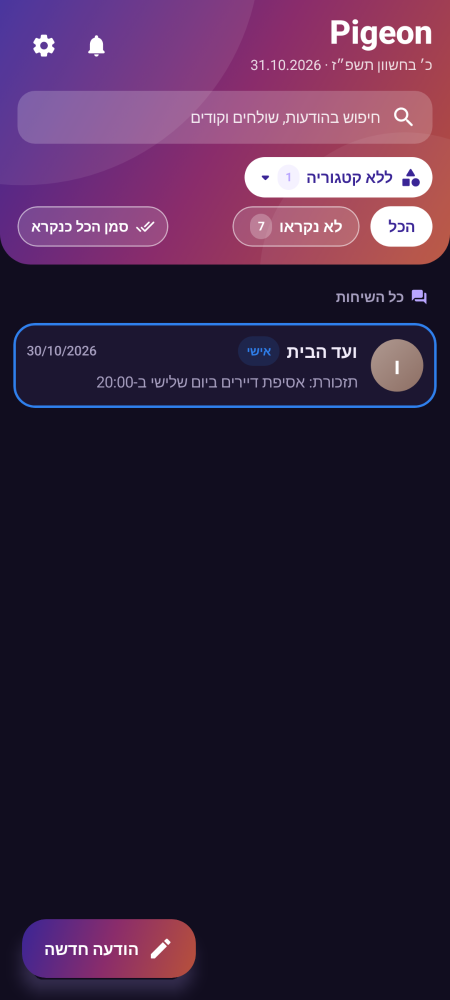 Pigeon
כ׳ בחשוון תשפ״ז · 31.10.2026
חיפוש בהודעות, שולחים וקודים
ללא קטגוריה 1
הכל
לא נקראו 7
סמן הכל כנקרא
כל השיחות
ו
ועד הבית אישי 30/10/2026
תזכורת: אסיפת דיירים ביום שלישי ב-20:00
הודעה חדשה